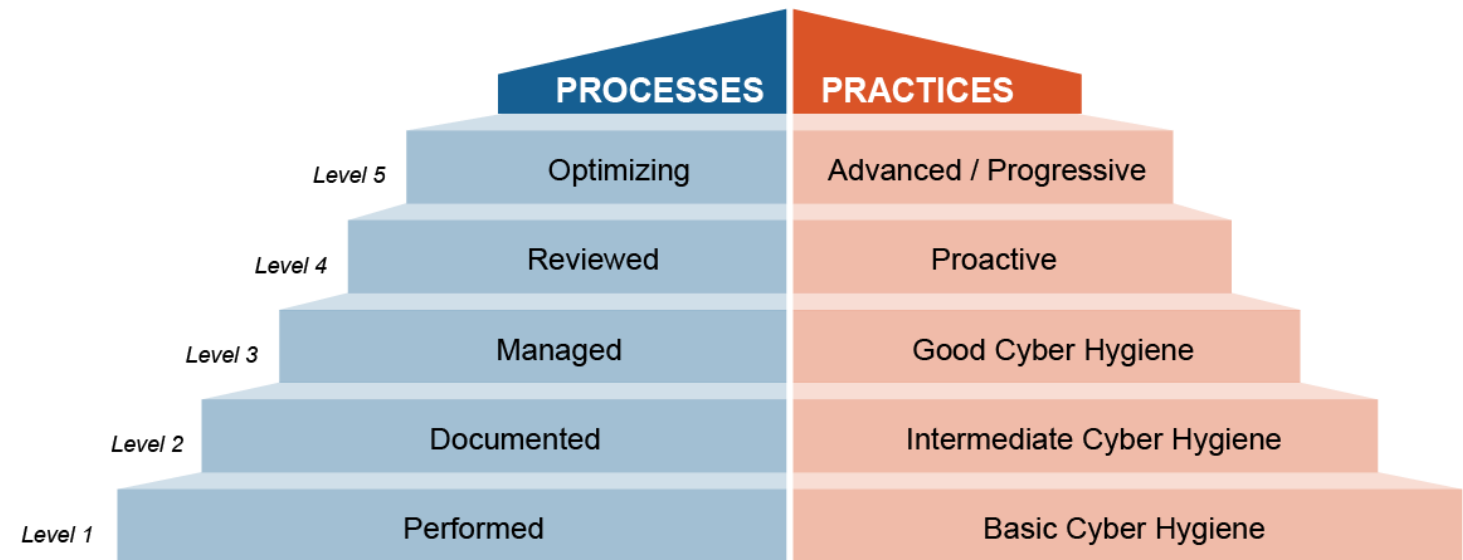 PROCESSES PRACTICES
Level 5 Optimizing Advanced / Progressive
Level 4 Reviewed Proactive
Level 3 Managed Good Cyber Hygiene
Level 2 Documented Intermediate Cyber Hygiene
Level 1 Performed Basic Cyber Hygiene